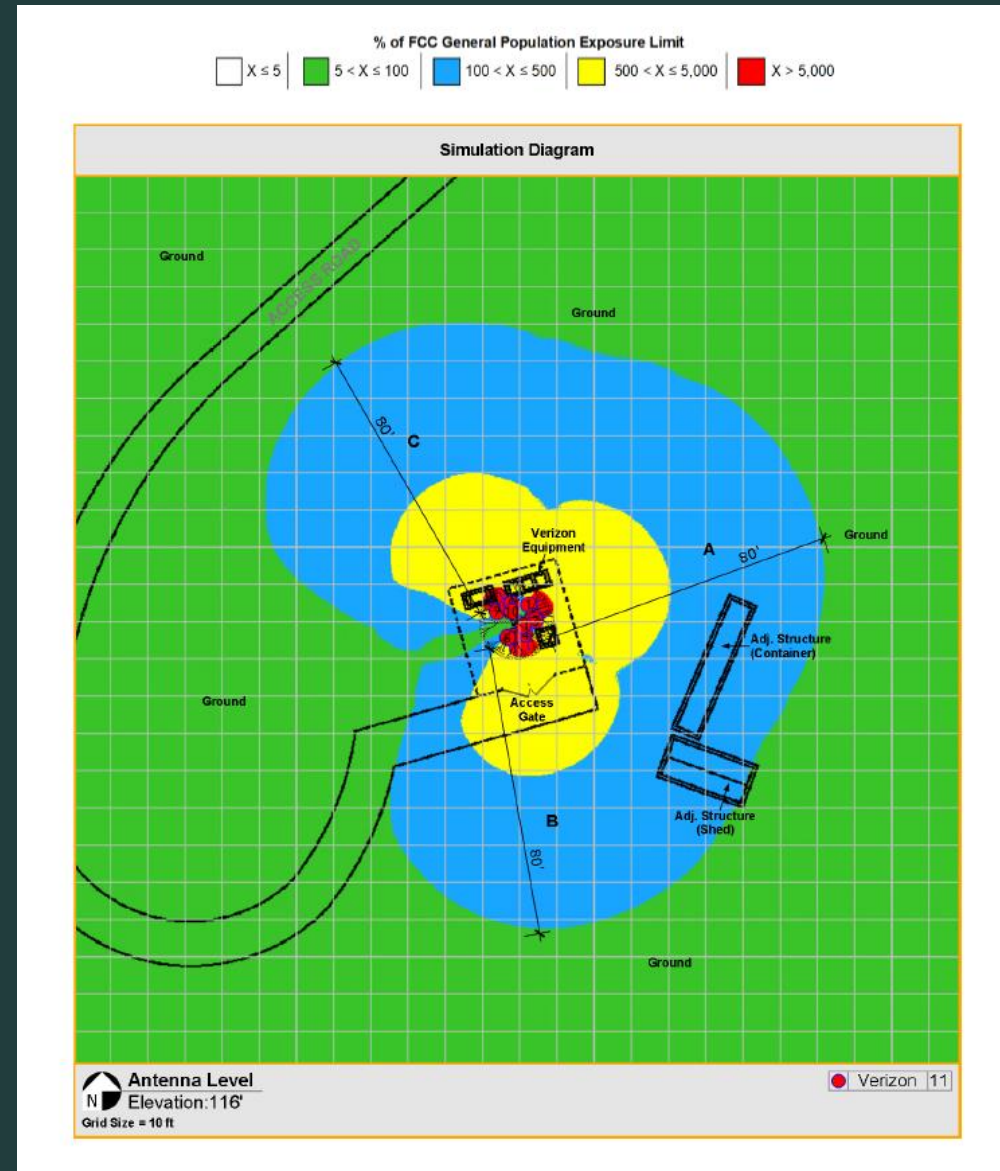 % of FCC General Population Exposure Limit
X ≤ 5
5 < X ≤ 100
100 < X ≤ 500
500 < X ≤ 5,000
X > 5,000
Simulation Diagram
Ground
ACCESS ROAD
Ground
80'
C
Verizon
Equipment
A
80'
Ground
Adj. Structure
(Container)
Ground
Access
Gate
Adj. Structure
(Shed)
B
80'
Ground
N
Antenna Level
Elevation:116'
Grid Size = 10 ft
Verizon 11